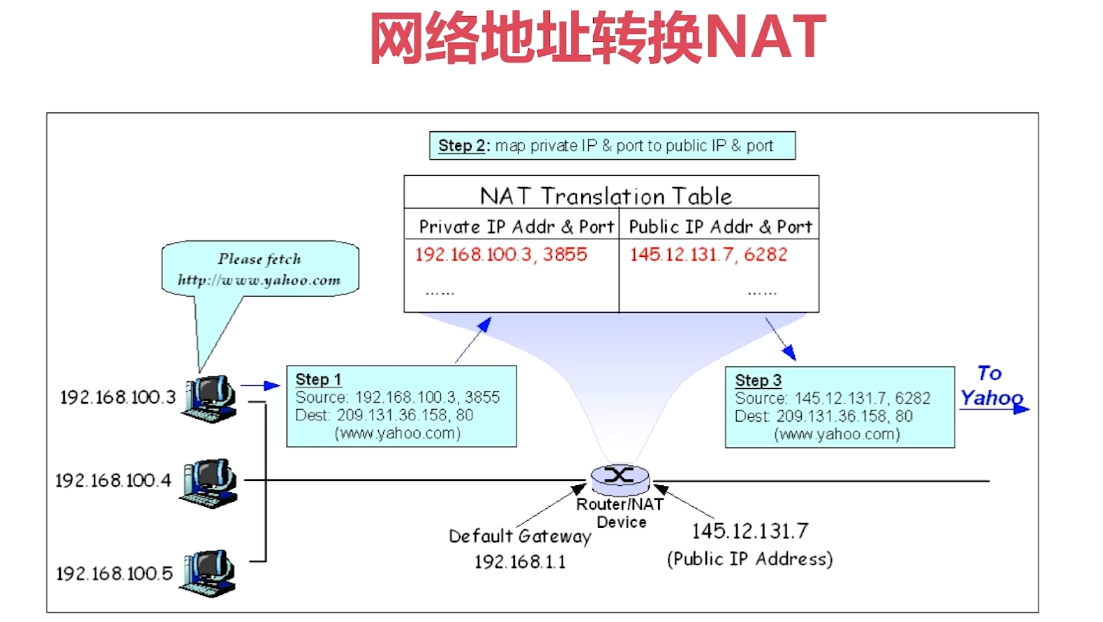 网络地址转换NAT
Step 2: map private IP & port to public IP & port
NAT Translation Table
Private IP Addr & Port
Public IP Addr & Port
192.168.100.3, 3855
145.12.131.7, 6282
......
......
Please fetch
http://www.yahoo.com
192.168.100.3
Step 1
Source: 192.168.100.3, 3855
Dest: 209.131.36.158, 80
(www.yahoo.com)
Step 3
Source: 145.12.131.7, 6282
Dest: 209.131.36.158, 80
(www.yahoo.com)
To
Yahoo
192.168.100.4
Router/NAT
Device
Default Gateway
192.168.1.1
145.12.131.7
(Public IP Address)
192.168.100.5